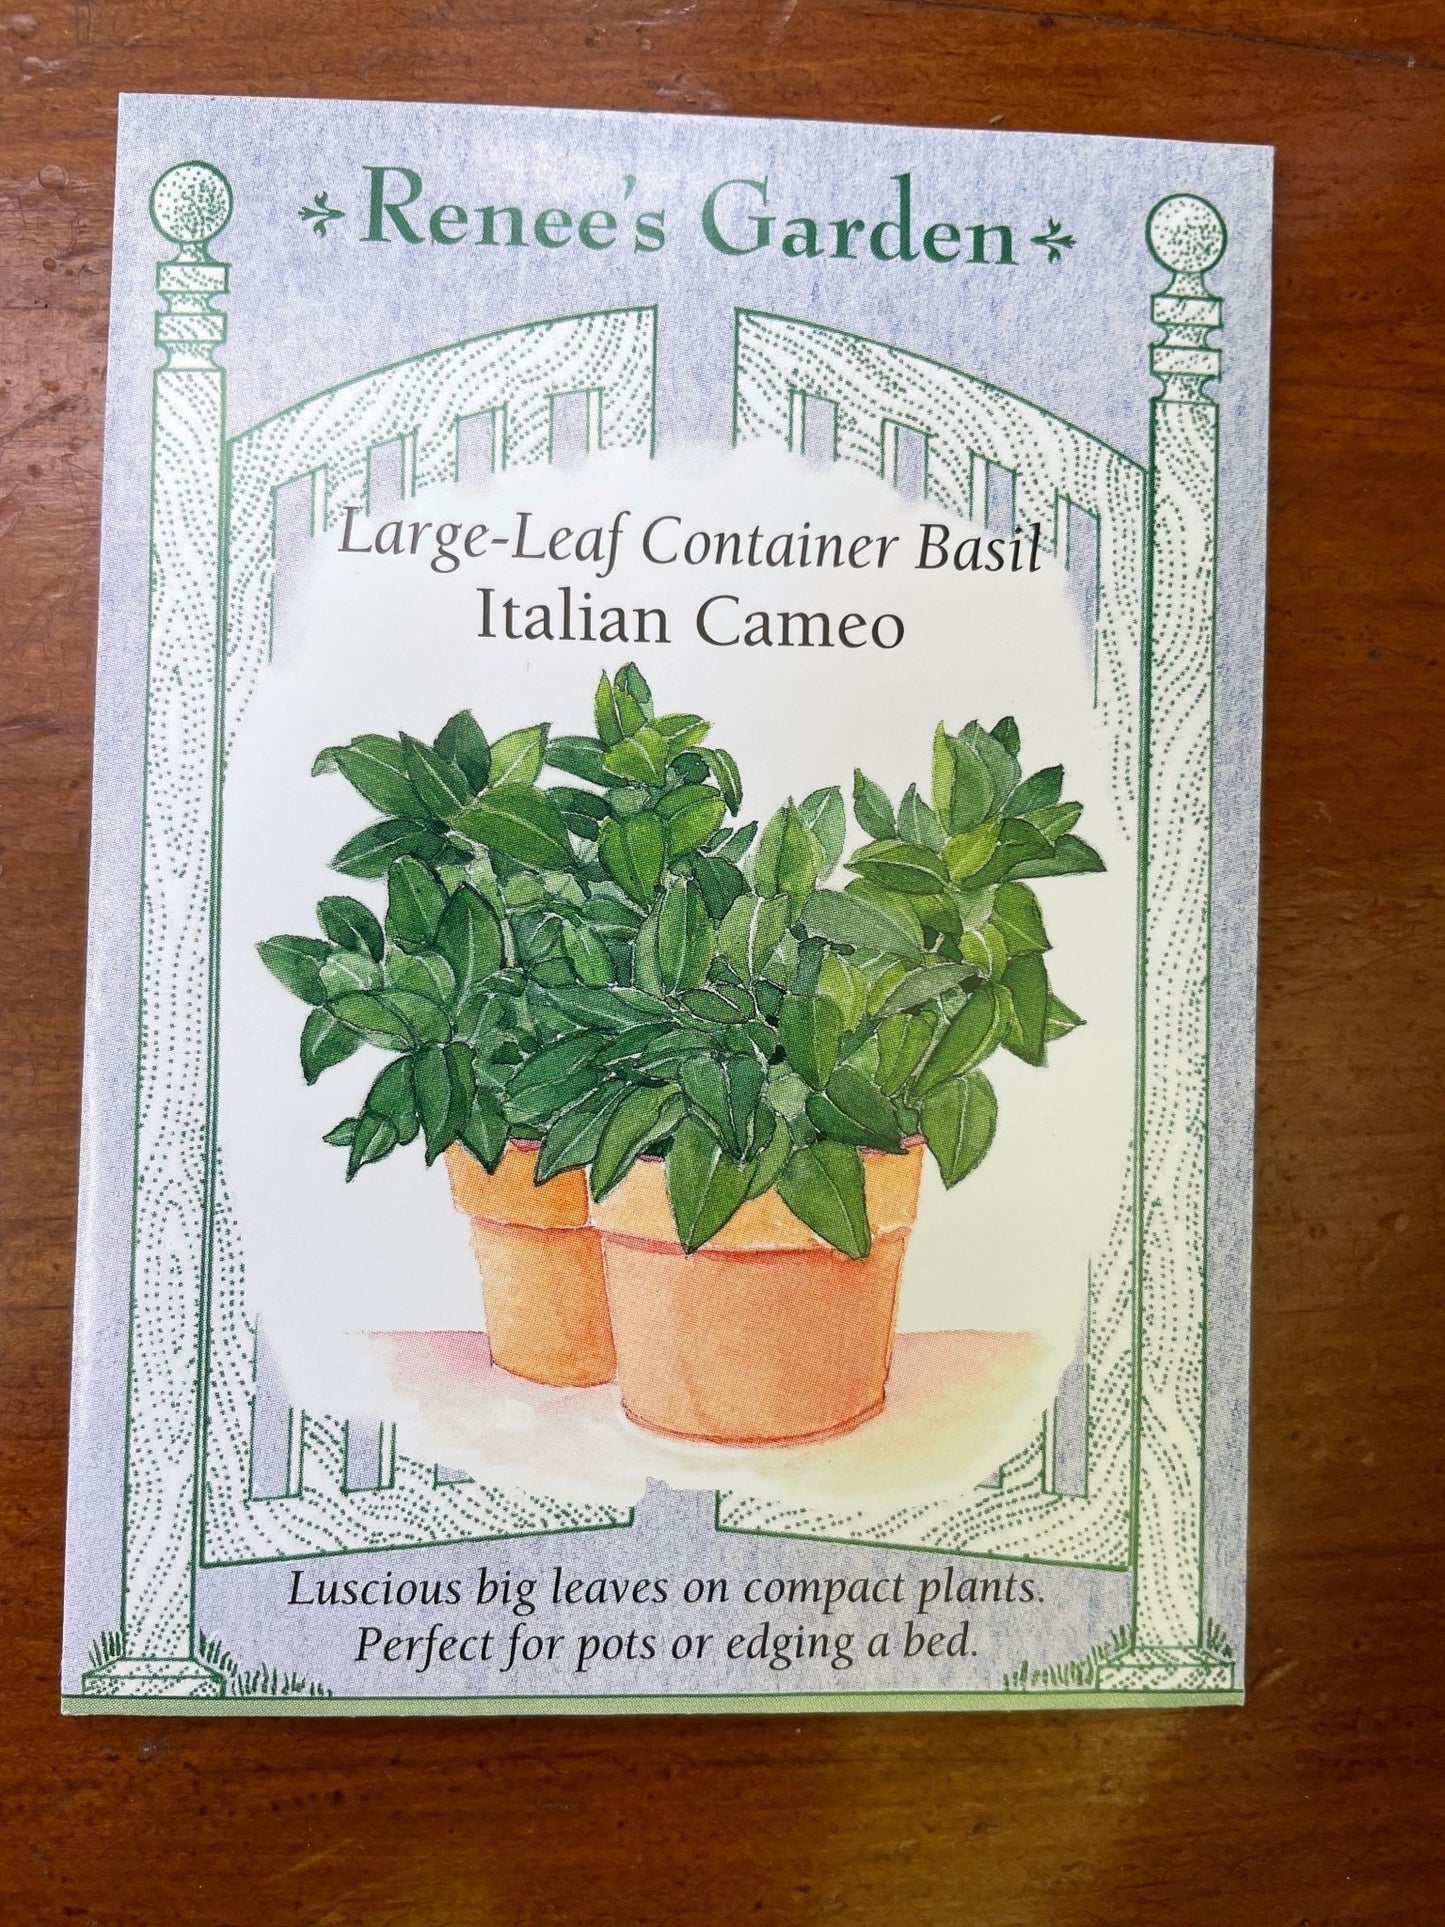 Renee's Garden
Large-Leaf Container Basil
Italian Cameo
Luscious big leaves on compact plants.
Perfect for pots or edging a bed.